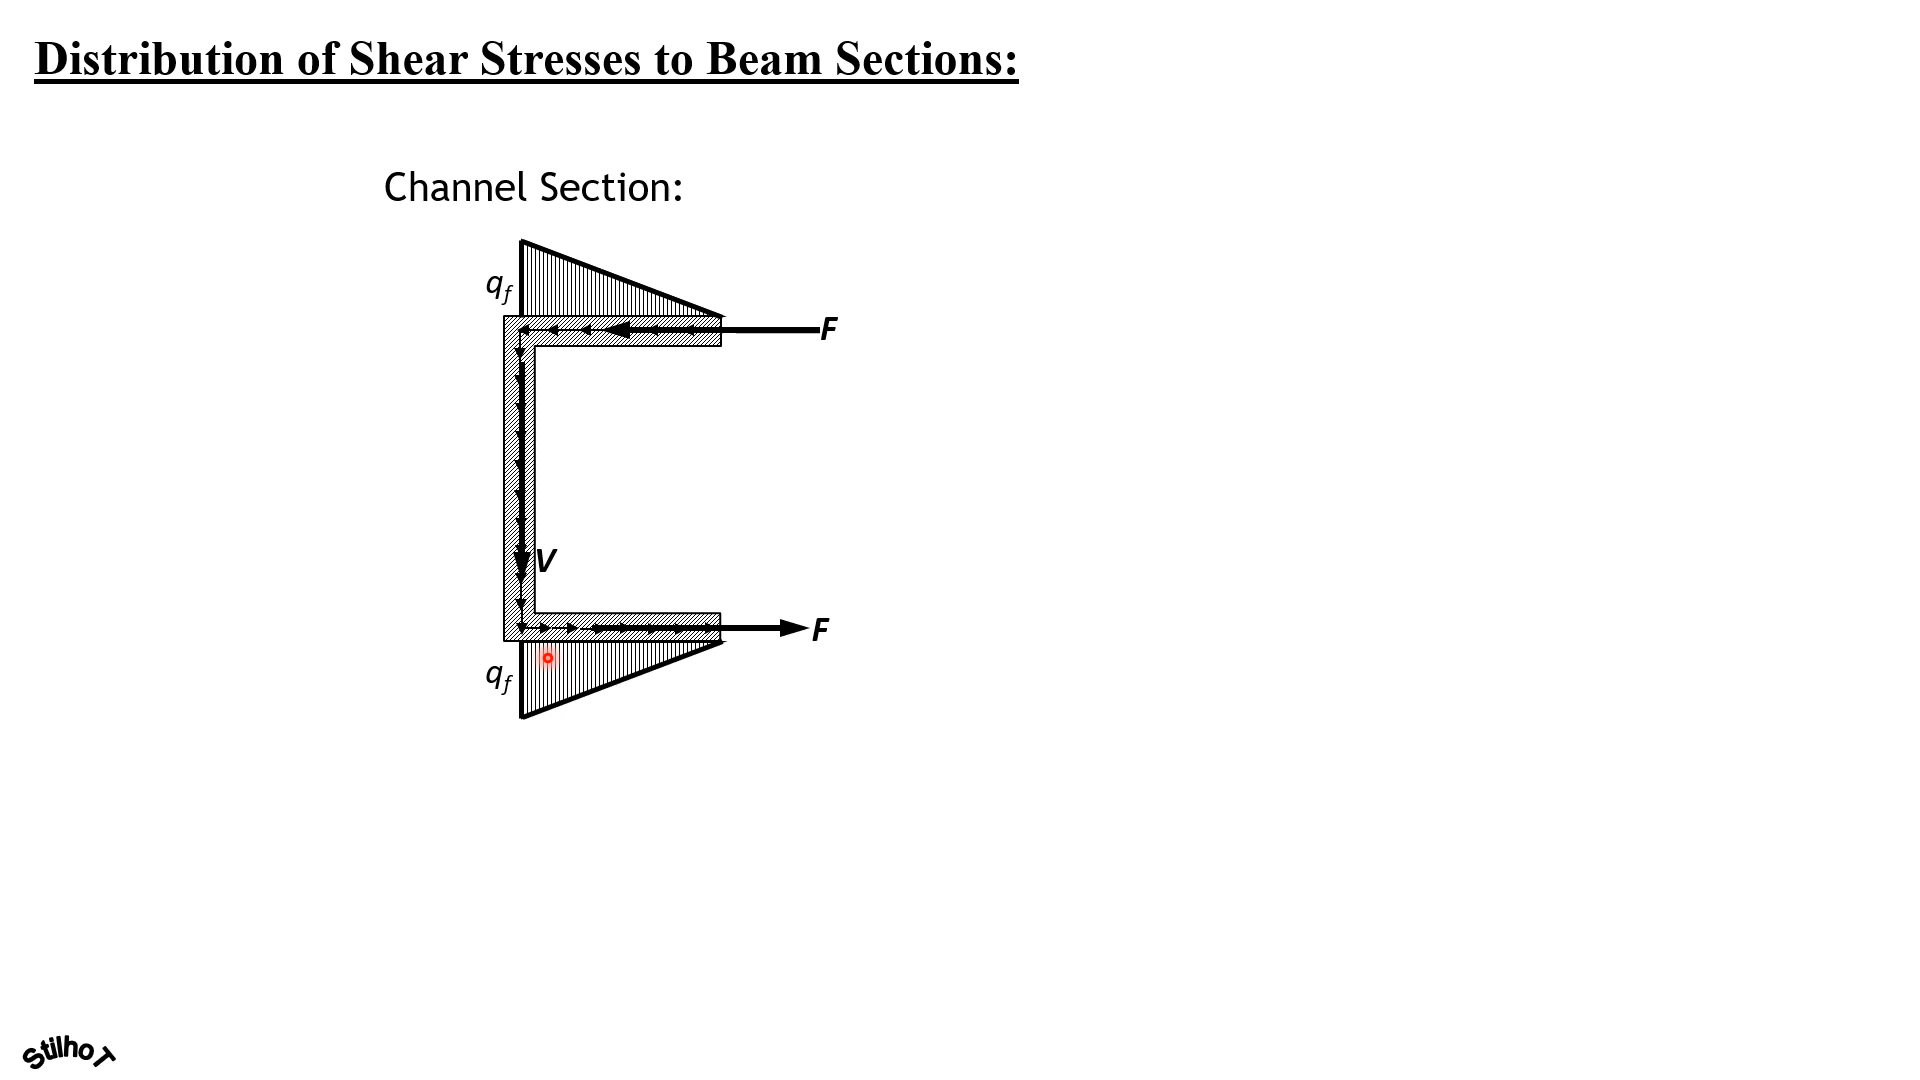 Distribution of Shear Stresses to Beam Sections:
Channel Section:
q_f
F
V
F
q_f
StilhoT